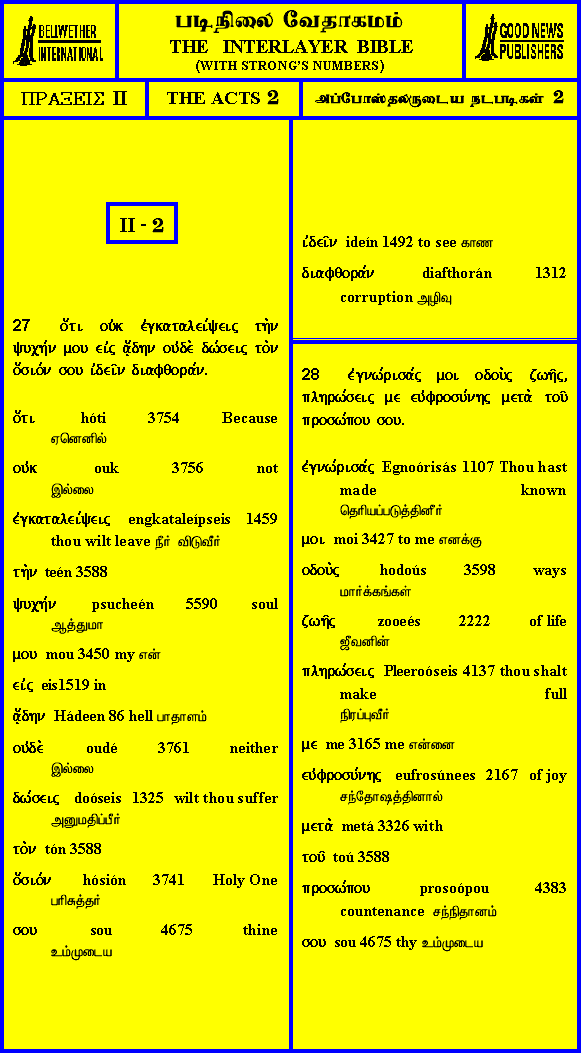 BELLWETHER
INTERNATIONAL
படிநிலை வேதாகமம்
THE INTERLAYER BIBLE
(WITH STRONG'S NUMBERS)
GOOD NEWS
PUBLISHERS
ΠΡΑΞΕΙΣ II
THE ACTS 2
அப்போஸ்தலருடைய நடபடிகள் 2
II - 2
27 ὅτι οὐκ ἐγκαταλείψεις τὴν
ψυχήν μου εἰς ᾅδην οὐδὲ δώσεις τὸν
ὅσιόν σου ἰδεῖν διαφθοράν.
ὅτι hóti 3754 Because
ஏனெனில்
οὐκ ouk 3756 not
இல்லை
ἐγκαταλείψεις engkataleípseis 1459
thou wilt leave நீர் விடுவீர்
τὴν teén 3588
ψυχήν psucheén 5590 soul
ஆத்துமா
μου mou 3450 my என்
εἰς eis1519 in
ᾅδην Hádeen 86 hell பாதாளம்
οὐδὲ oudé 3761 neither
இல்லை
δώσεις doóseis 1325 wilt thou suffer
அனுமதிப்பீர்
τὸν tón 3588
ὅσιόν hósión 3741 Holy One
பரிசுத்தர்
σου sou 4675 thine
உம்முடைய
ἰδεῖν ideín 1492 to see காண
διαφθοράν diafthorán 1312
corruption அழிவு
28 ἐγνώρισάς μοι οδοὺς ζωῆς,
πληρώσεις με εὐφροσύνης μετὰ τοῦ
προσώπου σου.
ἐγνώρισάς Egnoórisás 1107 Thou hast
made known
தெரியப்படுத்தினீர்
μοι moi 3427 to me எனக்கு
οδοὺς hodoús 3598 ways
மார்க்கங்கள்
ζωῆς zooeés 2222 of life
ஜீவனின்
πληρώσεις Pleeroóseis 4137 thou shalt
make full
நிரப்புவீர்
με me 3165 me என்னை
εὐφροσύνης eufrosúnees 2167 of joy
சந்தோஷத்தினால்
μετὰ metá 3326 with
τοῦ toú 3588
προσώπου prosoópou 4383
countenance சந்நிதானம்
σου sou 4675 thy உம்முடைய